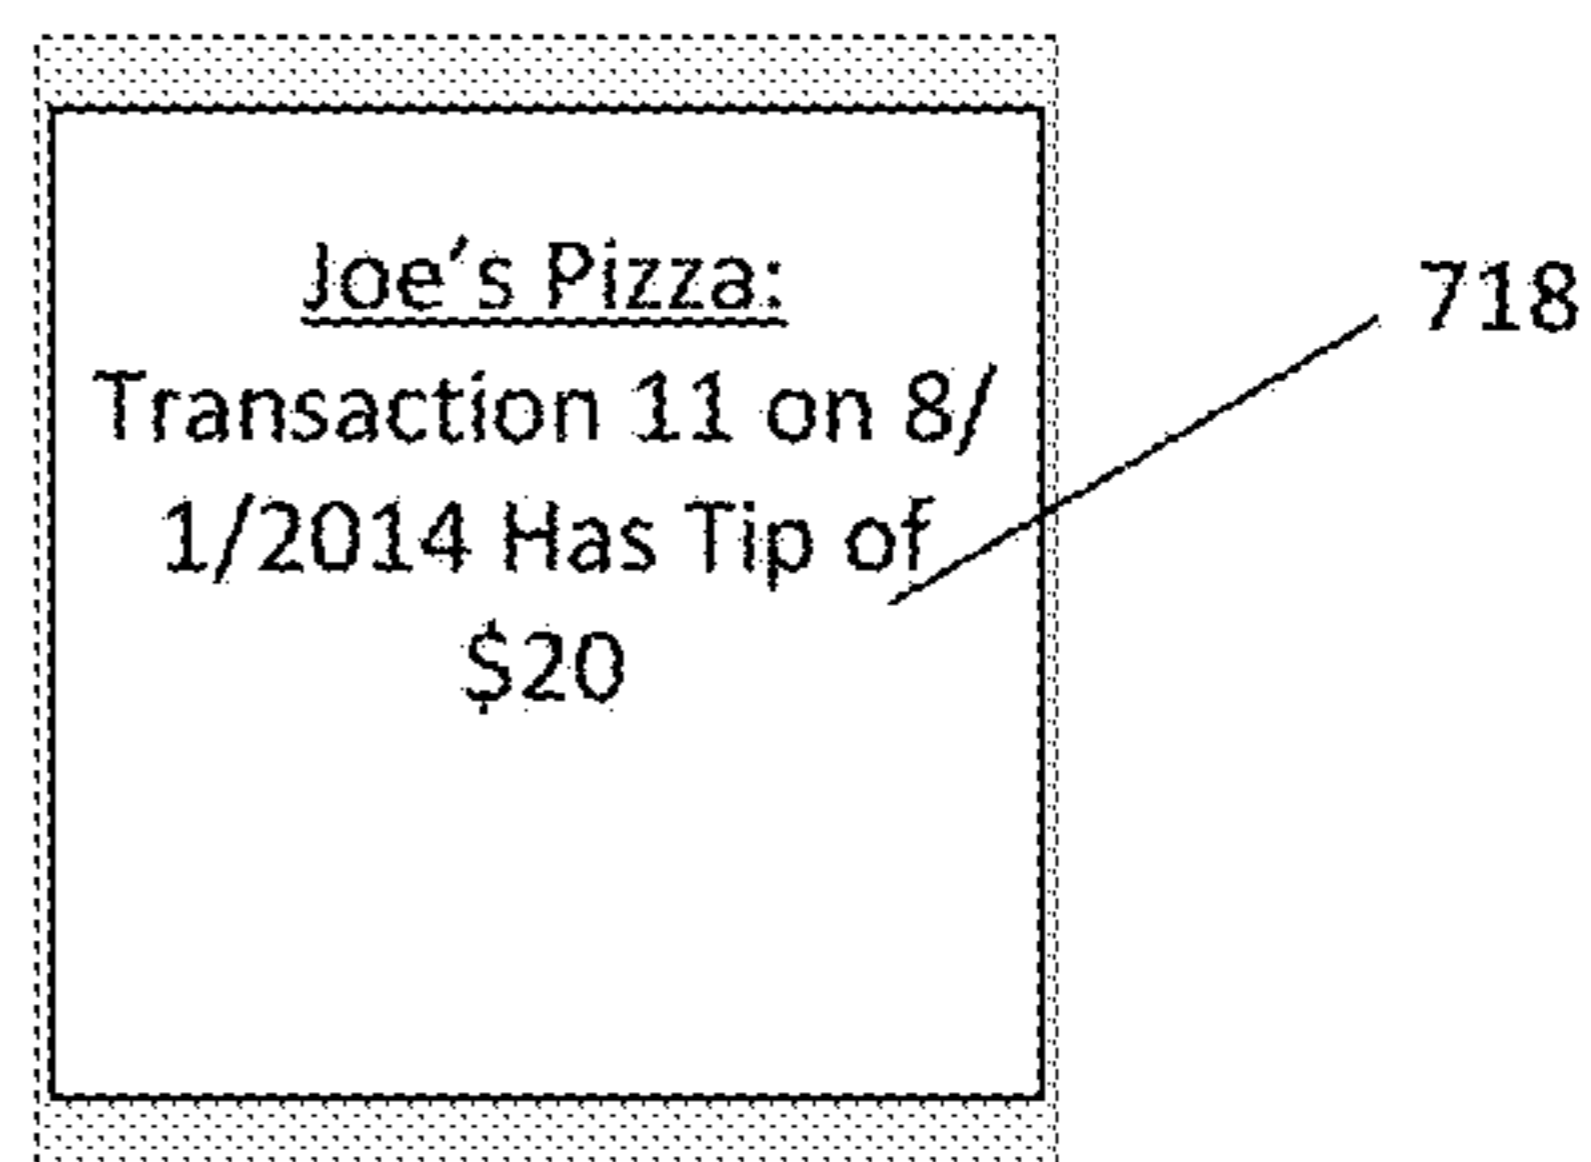 Joe's Pizza:
Transaction 11 on 8/
1/2014 Has Tip of
$20
718